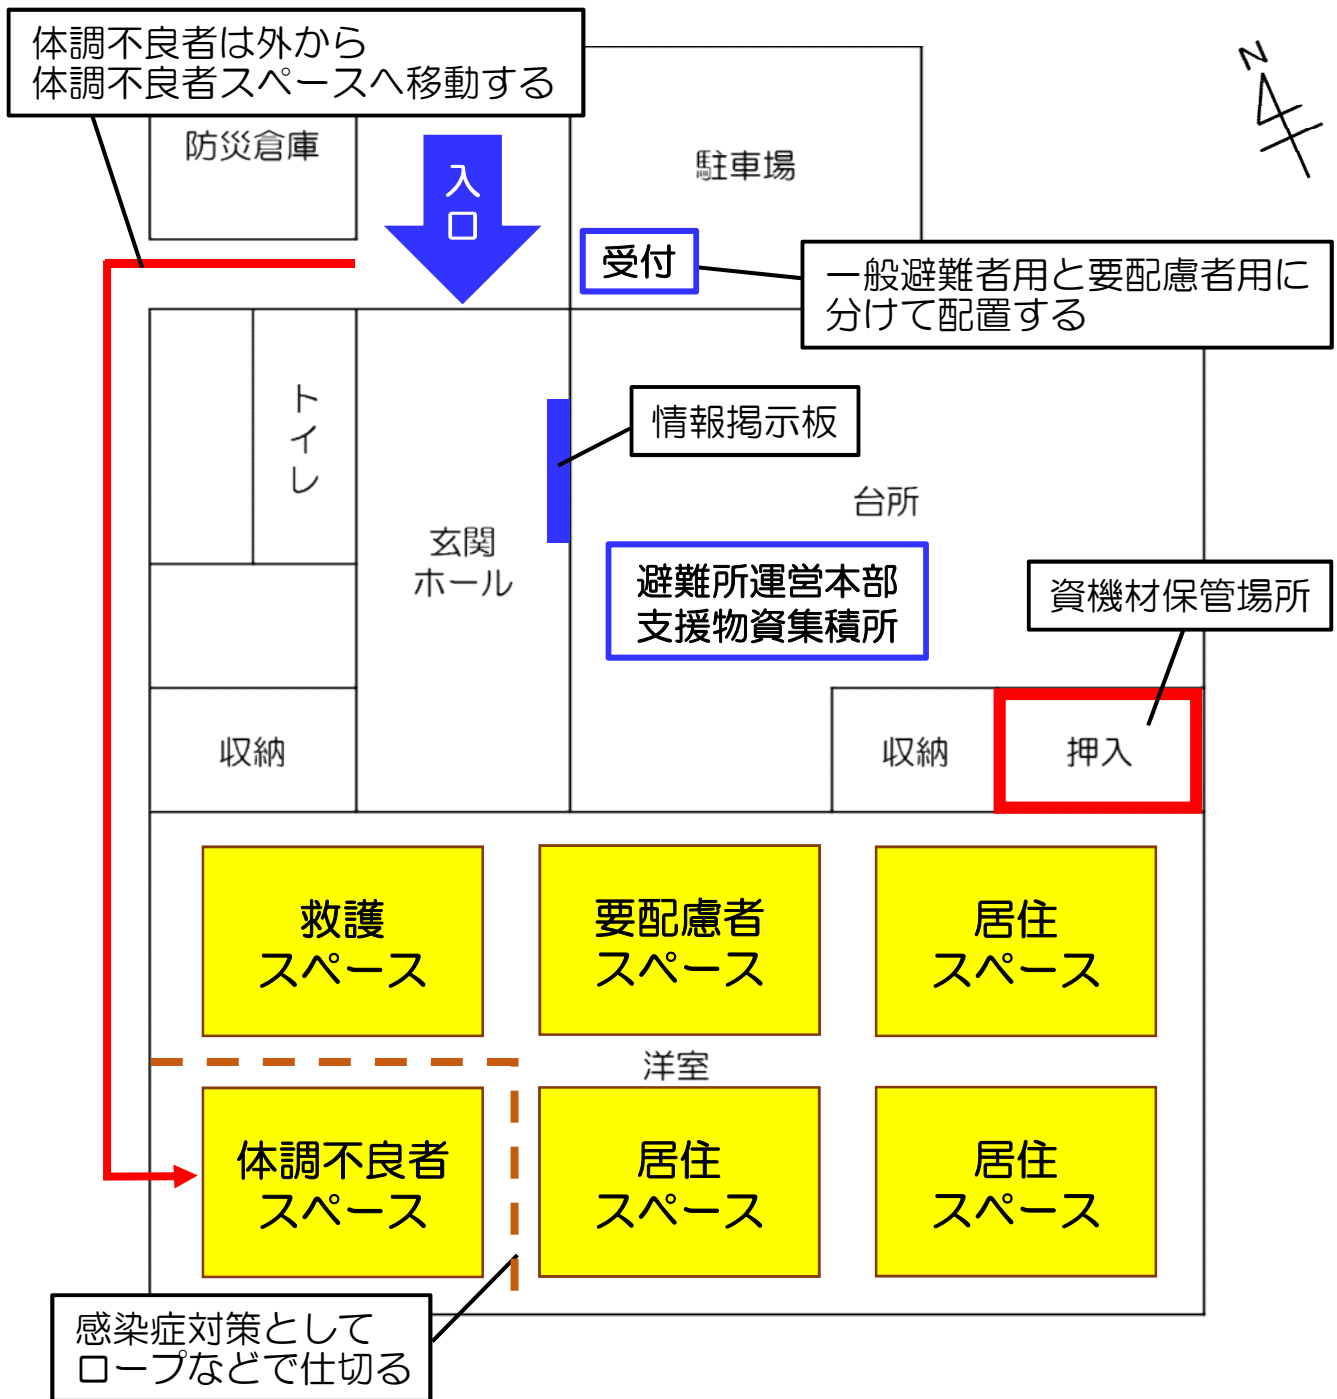 体調不良者は外から
体調不良者スペースへ移動する
N
防災倉庫
入
口
駐車場
受付
一般避難者用と要配慮者用に
分けて配置する
ト
イ
レ
情報掲示板
台所
玄関
ホール
避難所運営本部
支援物資集積所
資機材保管場所
収納
収納
押入
救護
スペース
要配慮者
スペース
居住
スペース
洋室
体調不良者
スペース
居住
スペース
居住
スペース
感染症対策として
ロープなどで仕切る